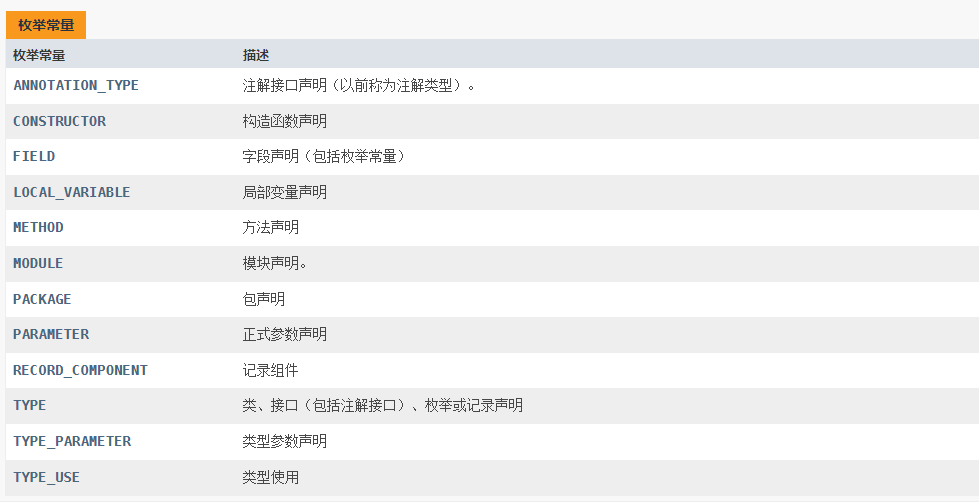 枚举常量
枚举常量 描述
ANNOTATION_TYPE 注解接口声明（以前称为注解类型）。
CONSTRUCTOR 构造函数声明
FIELD 字段声明（包括枚举常量）
LOCAL_VARIABLE 局部变量声明
METHOD 方法声明
MODULE 模块声明。
PACKAGE 包声明
PARAMETER 正式参数声明
RECORD_COMPONENT 记录组件
TYPE 类、接口（包括注解接口）、枚举或记录声明
TYPE_PARAMETER 类型参数声明
TYPE_USE 类型使用